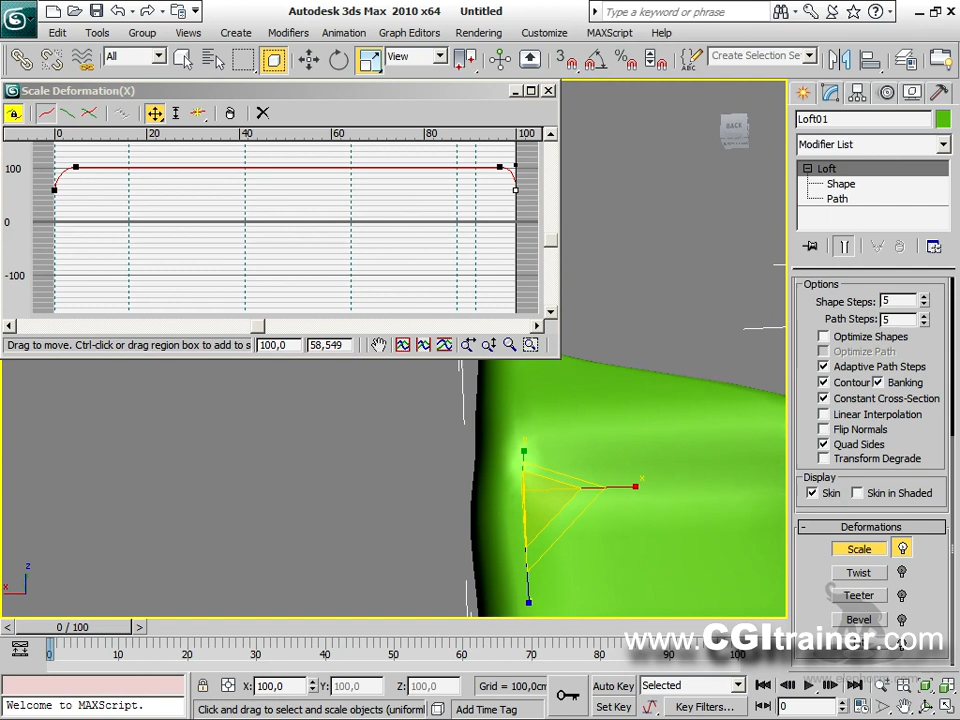 Autodesk 3ds Max 2010 x64 Untitled
Type a keyword or phrase
Edit Tools Group Views Create Modifiers Animation Graph Editors Rendering Customize MAXScript Help
All
View
3
ABC
Create Selection Se
Scale Deformation(X)
0 20 40 60 80 100
100
0
-100
Drag to move. Ctrl-click or drag region box to add to s 100,0 58,549
BACK
x
z
x
Loft01
Modifier List
Loft
Shape
Path
Options
Shape Steps: 5
Path Steps: 5
Optimize Shapes
Optimize Path
Adaptive Path Steps
Contour Banking
Constant Cross-Section
Linear Interpolation
Flip Normals
Quad Sides
Transform Degrade
Display
Skin Skin in Shaded
Deformations
Scale
Twist
Teeter
Bevel
< 0 / 100 >
www.CGItrainer.com
0 10 20 30 40 50 60 70 80 90 100
X: 100,0 Y: 100,0 Z: 100,0 Grid = 100,0cm
Auto Key Selected
Set Key Key Filters...
0
Welcome to MAXScript.
Click and drag to select and scale objects (uniform
Add Time Tag